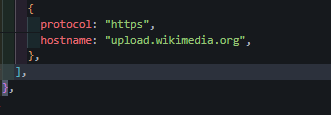 {
protocol: "https",
hostname: "upload.wikimedia.org",
},
],
},